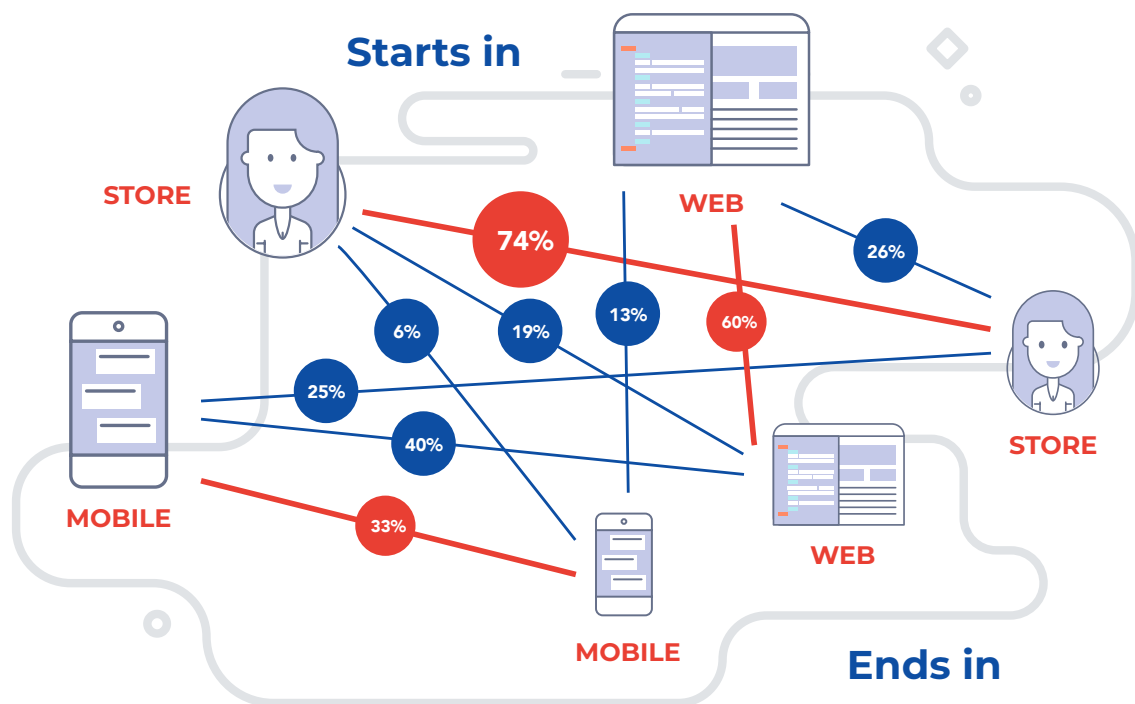 Starts in
STORE
WEB
74%
26%
6%
19%
13%
60%
25%
40%
STORE
MOBILE
33%
WEB
MOBILE
Ends in